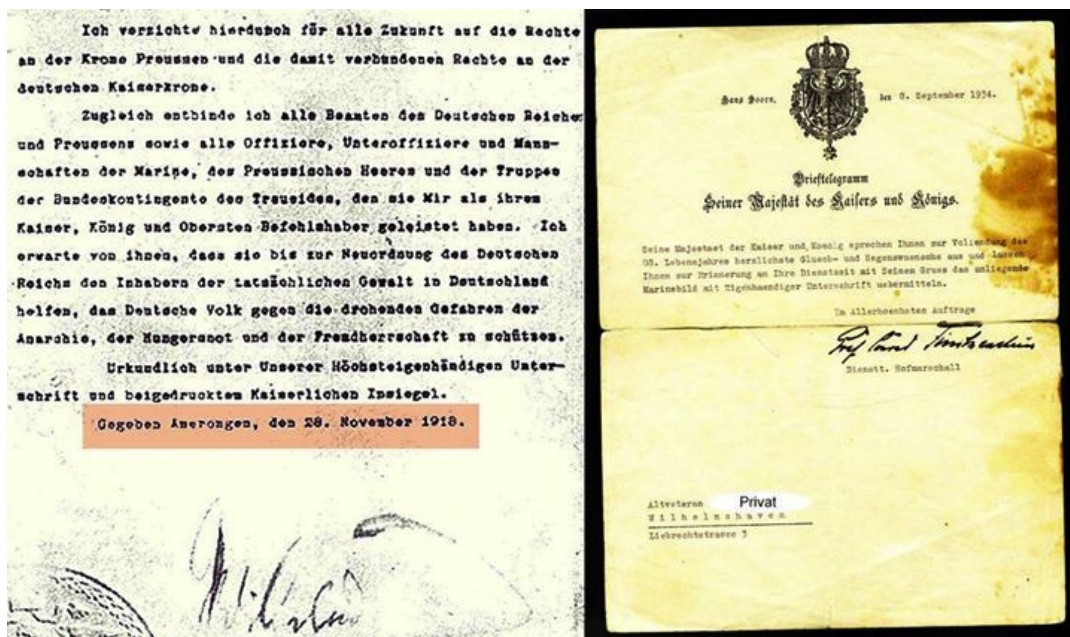 Ich verzichte hierdurch für alle Zukunft auf die Rechte
an der Krone Preussen und die damit verbundenen Rechte an der
deutschen Kaiserkrone.
Zugleich entbinde ich alle Beamten des Deutschen Reiches
und Preussens sowie alle Offiziere, Unteroffiziere und Mann-
schaften der Marine, des Preussischen Heeres und der Truppen
der Bundeskontingente des Treueides, den sie Mir als ihrem
Kaiser, König und Obersten Befehlshaber geleistet haben. Ich
erwarte von ihnen, dass sie bis zur Neuordnung des Deutschen
Reichs den Inhabern der tatsächlichen Gewalt in Deutschland
helfen, das Deutsche Volk gegen die drohenden Gefahren der
Anarchie, der Hungersnot und der Fremdherrschaft zu schützen.
Urkundlich unter Unserer Höchsteigenhändigen Unter-
schrift und beigedrucktem Kaiserlichen Insiegel.
Gegeben Amerongen, den 28. November 1918.
Haus Doorn, den 8. September 1934.
Brieftelegramm
Seiner Majestät des Kaisers und Königs.
Seine Majestaet der Kaiser und Koenig sprechen Ihnen zur Vollendung des
Lebensjahres herzlichste Glueck- und Segenswuensche aus und lassen
Ihnen zur Erinnerung an Ihre Dienstzeit mit Seinem Gruss das anliegende
Marinebild mit Eigenhaendiger Unterschrift uebermitteln.
Im Allerhoechsten Auftrage
Dienstt. Hofmarschall
Altveteran Privat
Wilhelmshaven
Liebrechtstrasse 3